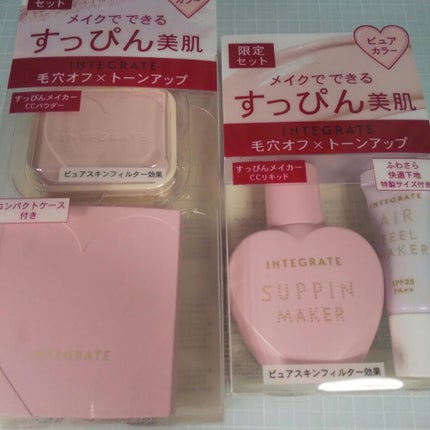 セット
カラー
メイクで できる
すっぴん美肌
毛穴オフ×トーンアップ
すっぴんメイカー
CCパウダー
INTEGRATE
ピュアスキンフィルター効果
コンパクトケース
付き
INTEGRATE
限定
セット
ピュア
カラー
メイクで できる
すっぴん美肌
INTEGRATE
毛穴オフ×トーンアップ
すっぴんメイカー
CCリキッド
ふわさら
快適下地
特製サイズ付き
INTEGRATE
SUPPIN
MAKER
INTEGRATE
AIR
FEEL
MAKER
SPF25
PA++
ピュアスキンフィルター効果